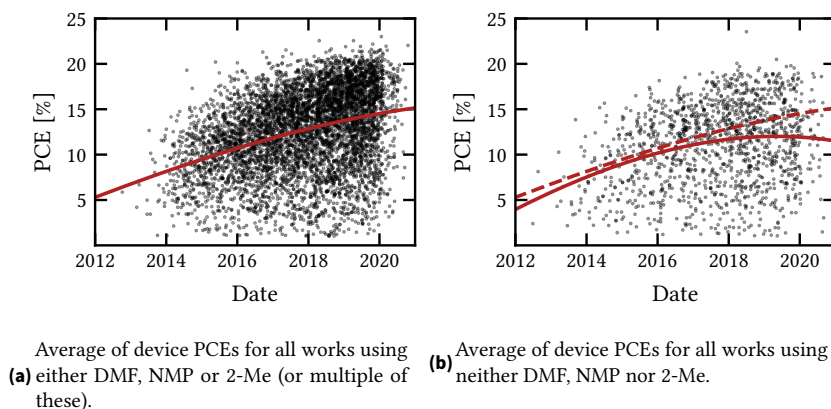 25
20
15
10
5
PCE [%]
2012 2014 2016 2018 2020
Date
25
20
15
10
5
PCE [%]
2012 2014 2016 2018 2020
Date
(a) Average of device PCEs for all works using
either DMF, NMP or 2-Me (or multiple of
these).
(b) Average of device PCEs for all works using
neither DMF, NMP nor 2-Me.